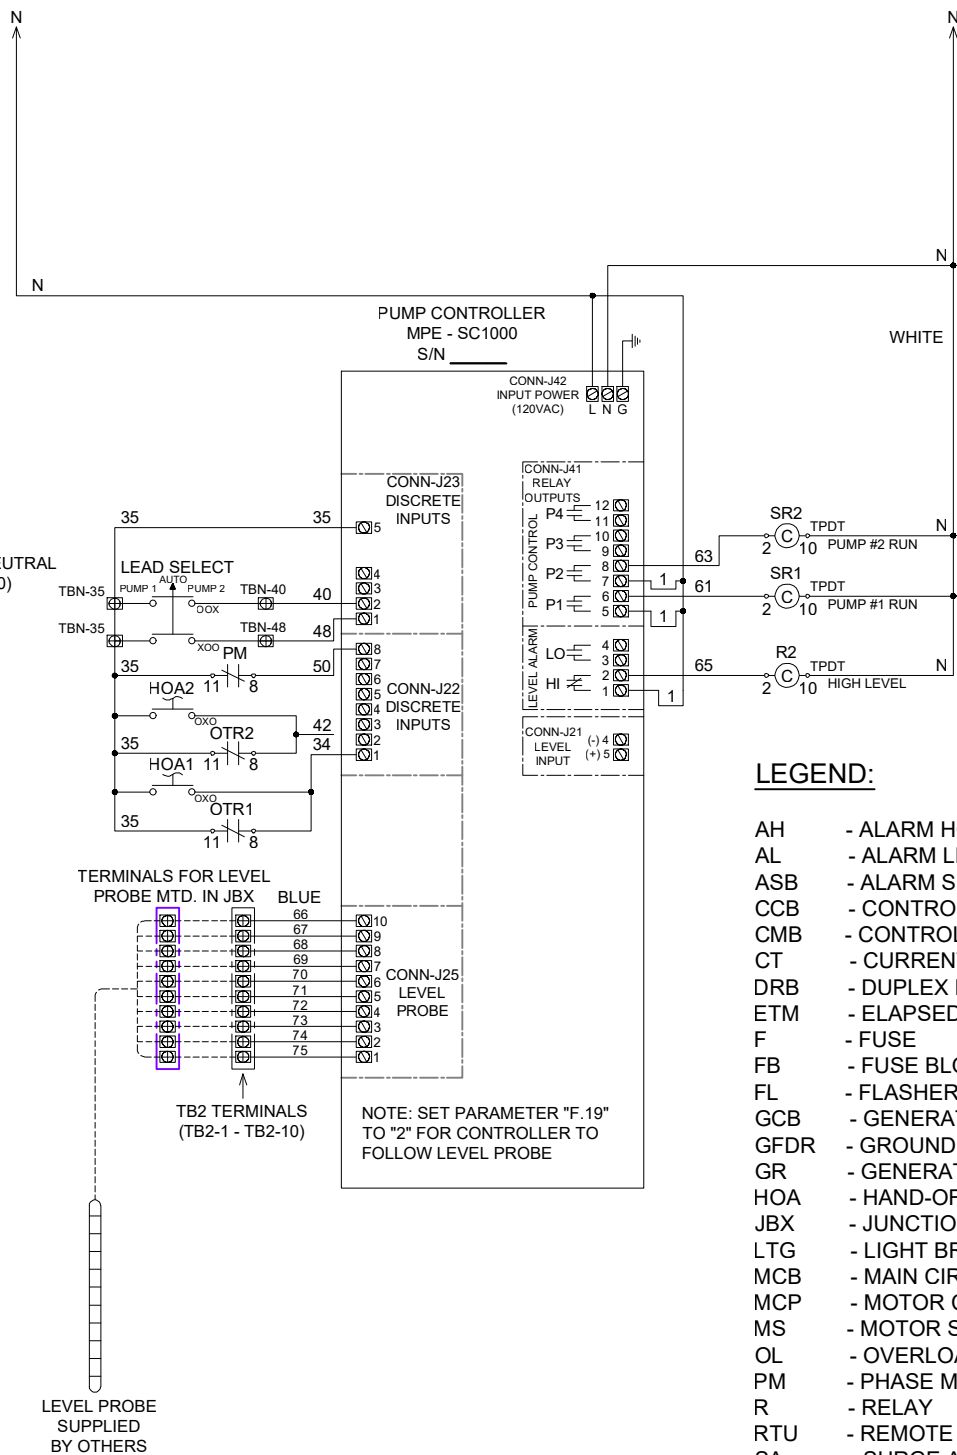 N
N
N
N
PUMP CONTROLLER
MPE - SC1000
S/N
WHITE
CONN-J42
INPUT POWER
(120VAC)
L N G
CONN-J23
DISCRETE
INPUTS
35
35
5
EUTRAL
0)
LEAD SELECT
AUTO
PUMP 1
PUMP 2
TBN-35
TBN-40
OOX
40
4
3
2
1
TBN-35
TBN-48
XOO
48
PM
35
11
8
50
HOA2
OXO
OTR2
42
35
11
8
34
HOA1
OXO
OTR1
35
11
8
CONN-J22
DISCRETE
INPUTS
8
7
6
5
4
3
2
1
CONN-J41
RELAY
OUTPUTS
PUMP CONTROL
P4
12
11
P3
10
9
P2
8
7
P1
6
5
63
1
61
1
LEVEL ALARM
LO
4
3
HI
2
1
65
1
CONN-J21
LEVEL
INPUT
(-) 4
(+) 5
SR2
C
2
10
TPDT
PUMP #2 RUN
N
SR1
C
2
10
TPDT
PUMP #1 RUN
R2
C
2
10
TPDT
HIGH LEVEL
N
TERMINALS FOR LEVEL
PROBE MTD. IN JBX
BLUE
66
67
68
69
70
71
72
73
74
75
10
9
8
7
6
5
4
3
2
1
CONN-J25
LEVEL
PROBE
TB2 TERMINALS
(TB2-1 - TB2-10)
NOTE: SET PARAMETER "F.19"
TO "2" FOR CONTROLLER TO
FOLLOW LEVEL PROBE
LEVEL PROBE
SUPPLIED
BY OTHERS
LEGEND:
AH - ALARM H
AL - ALARM L
ASB - ALARM S
CCB - CONTRO
CMB - CONTROL
CT - CURREN
DRB - DUPLEX
ETM - ELAPSED
F - FUSE
FB - FUSE BLO
FL - FLASHER
GCB - GENERAT
GFDR - GROUND
GR - GENERAT
HOA - HAND-OF
JBX - JUNCTIO
LTG - LIGHT BR
MCB - MAIN CIR
MCP - MOTOR
MS - MOTOR S
OL - OVERLOA
PM - PHASE M
R - RELAY
RTU - REMOTE